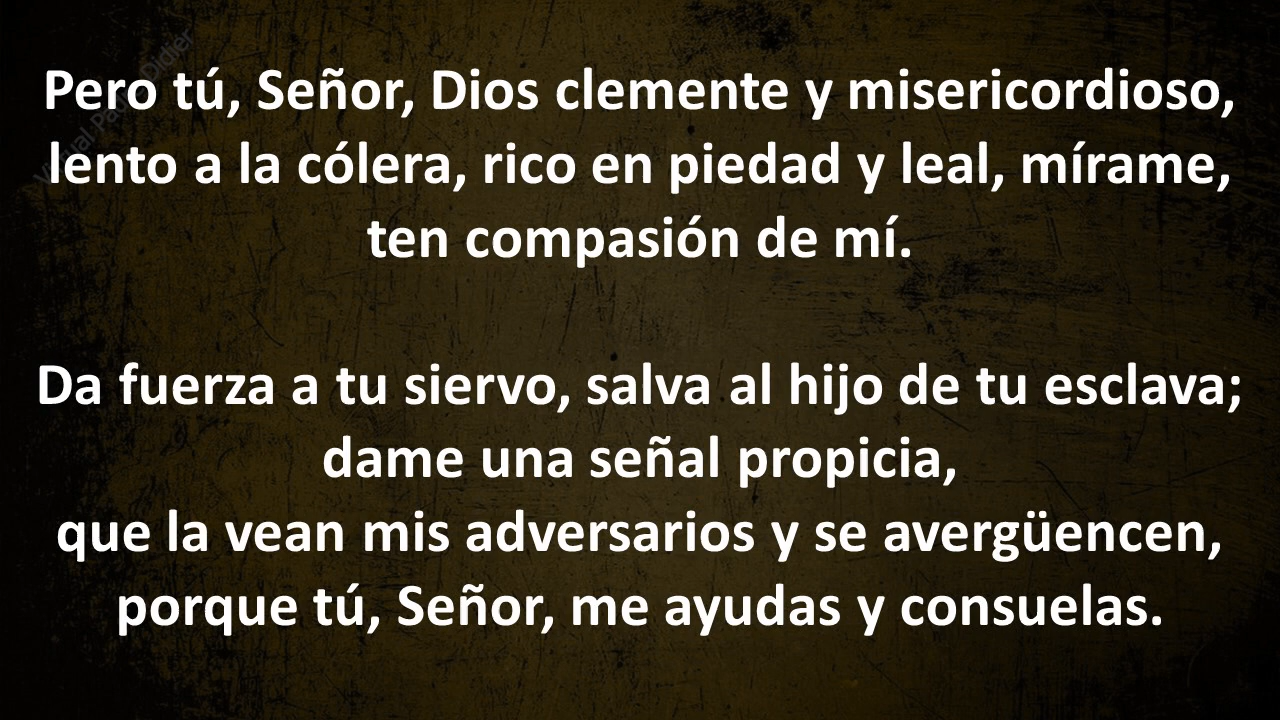 Pero tú, Señor, Dios clemente y misericordioso,
lento a la cólera, rico en piedad y leal, mírame,
ten compasión de mí.
Da fuerza a tu siervo, salva al hijo de tu esclava;
dame una señal propicia,
que la vean mis adversarios y se avergüencen,
porque tú, Señor, me ayudas y consuelas.